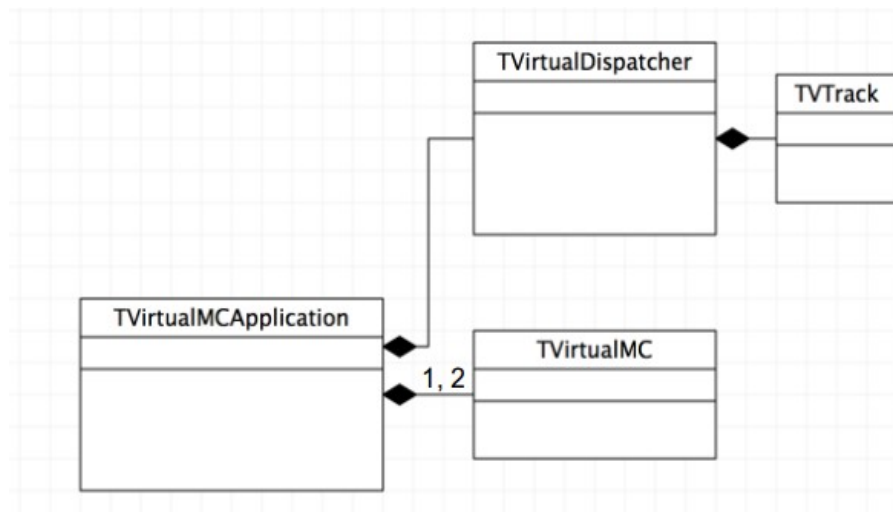 TVirtualDispatcher
TVTrack
TVirtualMCApplication
TVirtualMC
1, 2